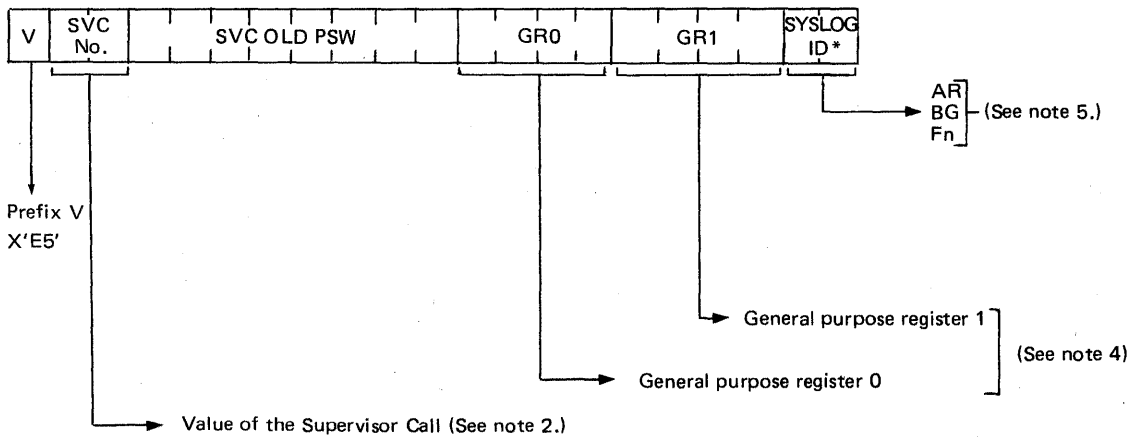 V
SVC
No.
SVC OLD PSW
GR0
GR1
SYSLOG
ID*
AR
BG
Fn
(See note 5.)
Prefix V
X'E5'
General purpose register 1
(See note 4)
General purpose register 0
Value of the Supervisor Call (See note 2.)